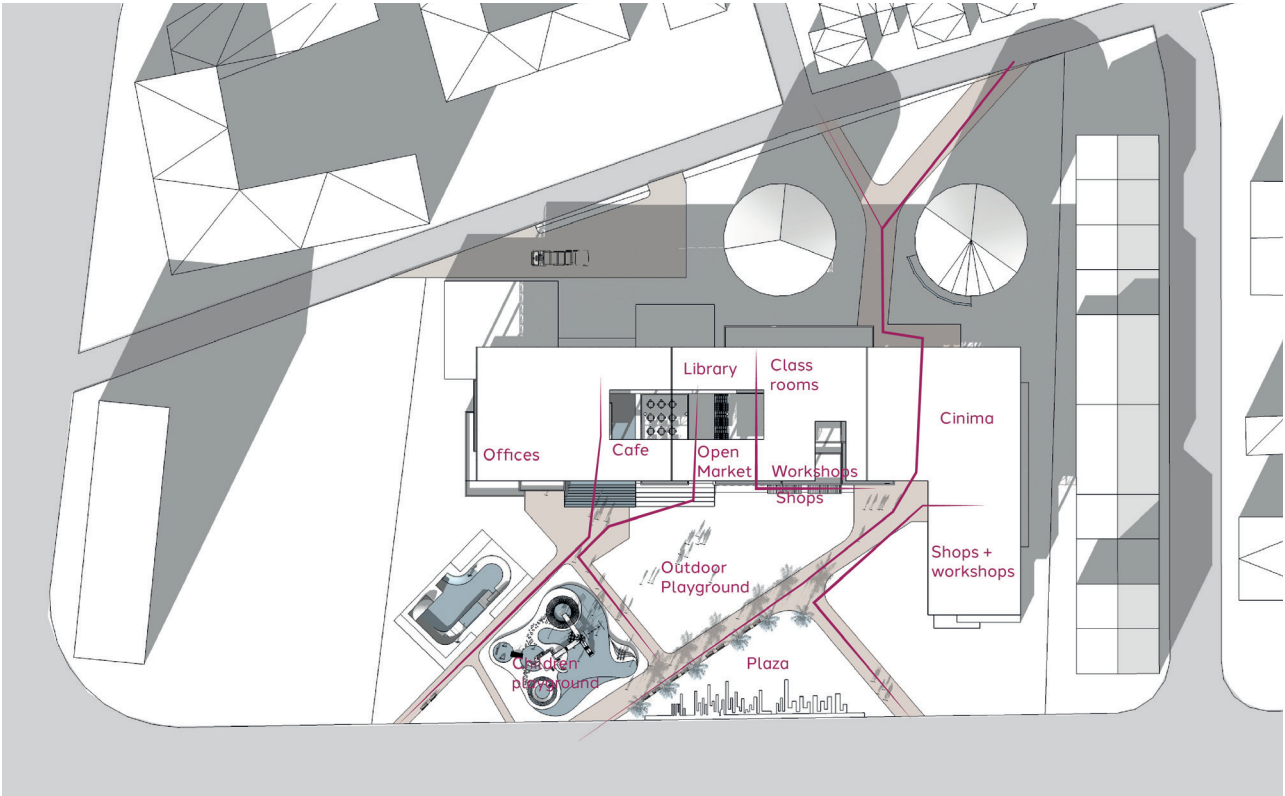 Library
Class
rooms
Cinima
Offices
Cafe
Open
Market
Workshops
Shops
Shops +
workshops
Outdoor
Playground
Children
playground
Plaza